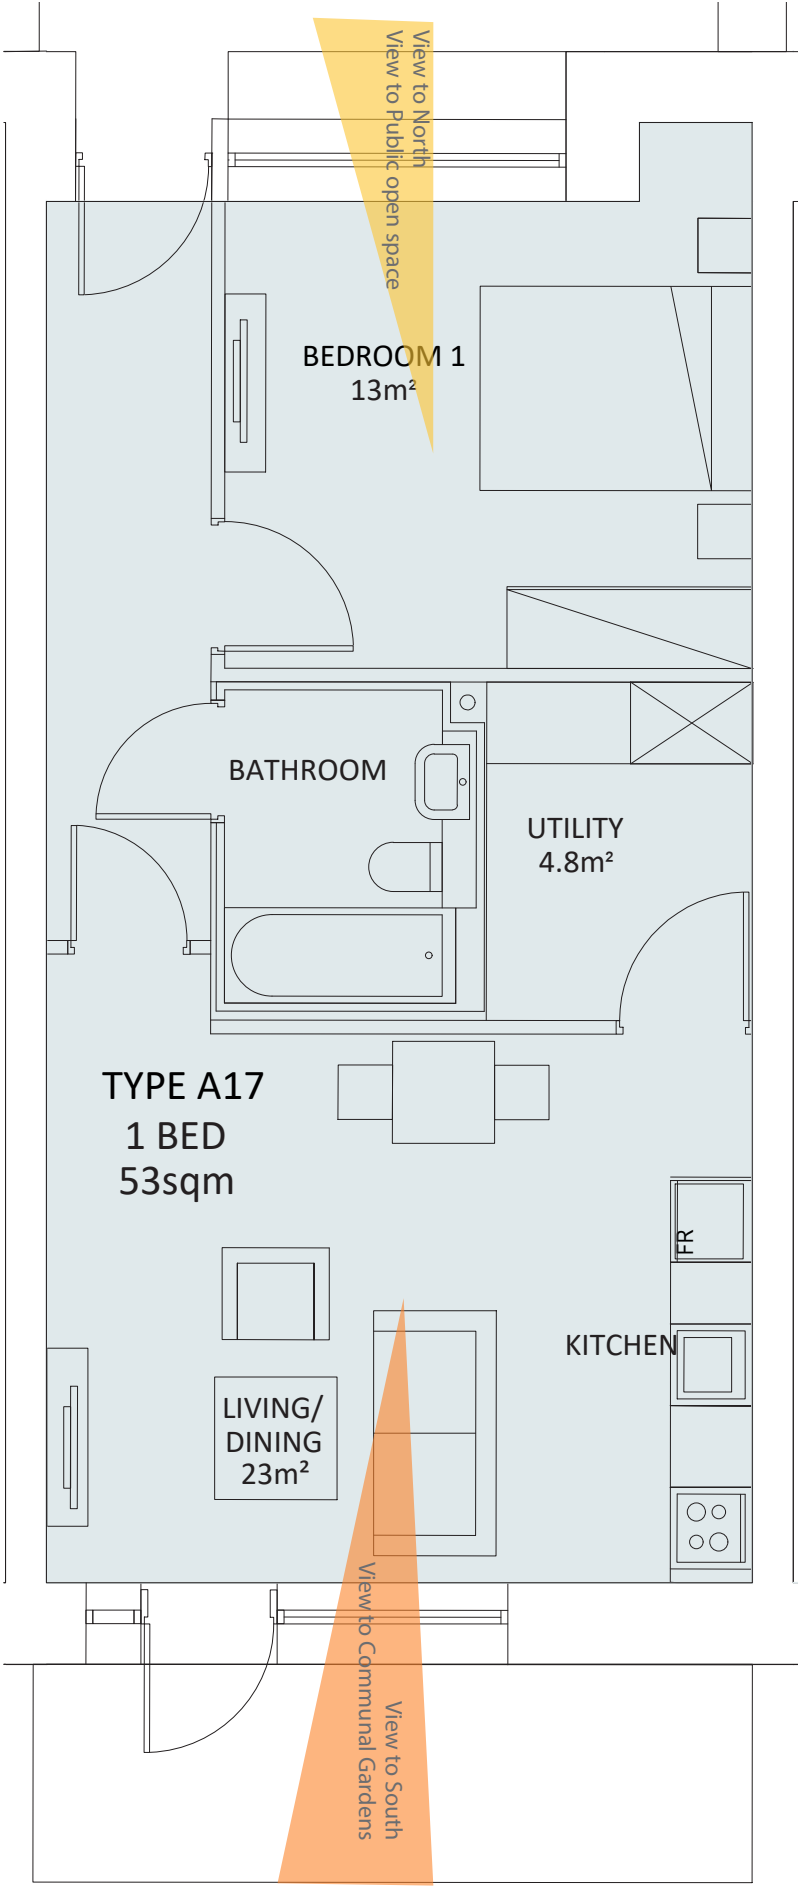 View to North
View to Public open space
BEDROOM 1
13m²
BATHROOM
UTILITY
4.8m²
TYPE A17
1 BED
53sqm
FR
KITCHEN
LIVING/
DINING
23m²
View to South
View to Communal Gardens